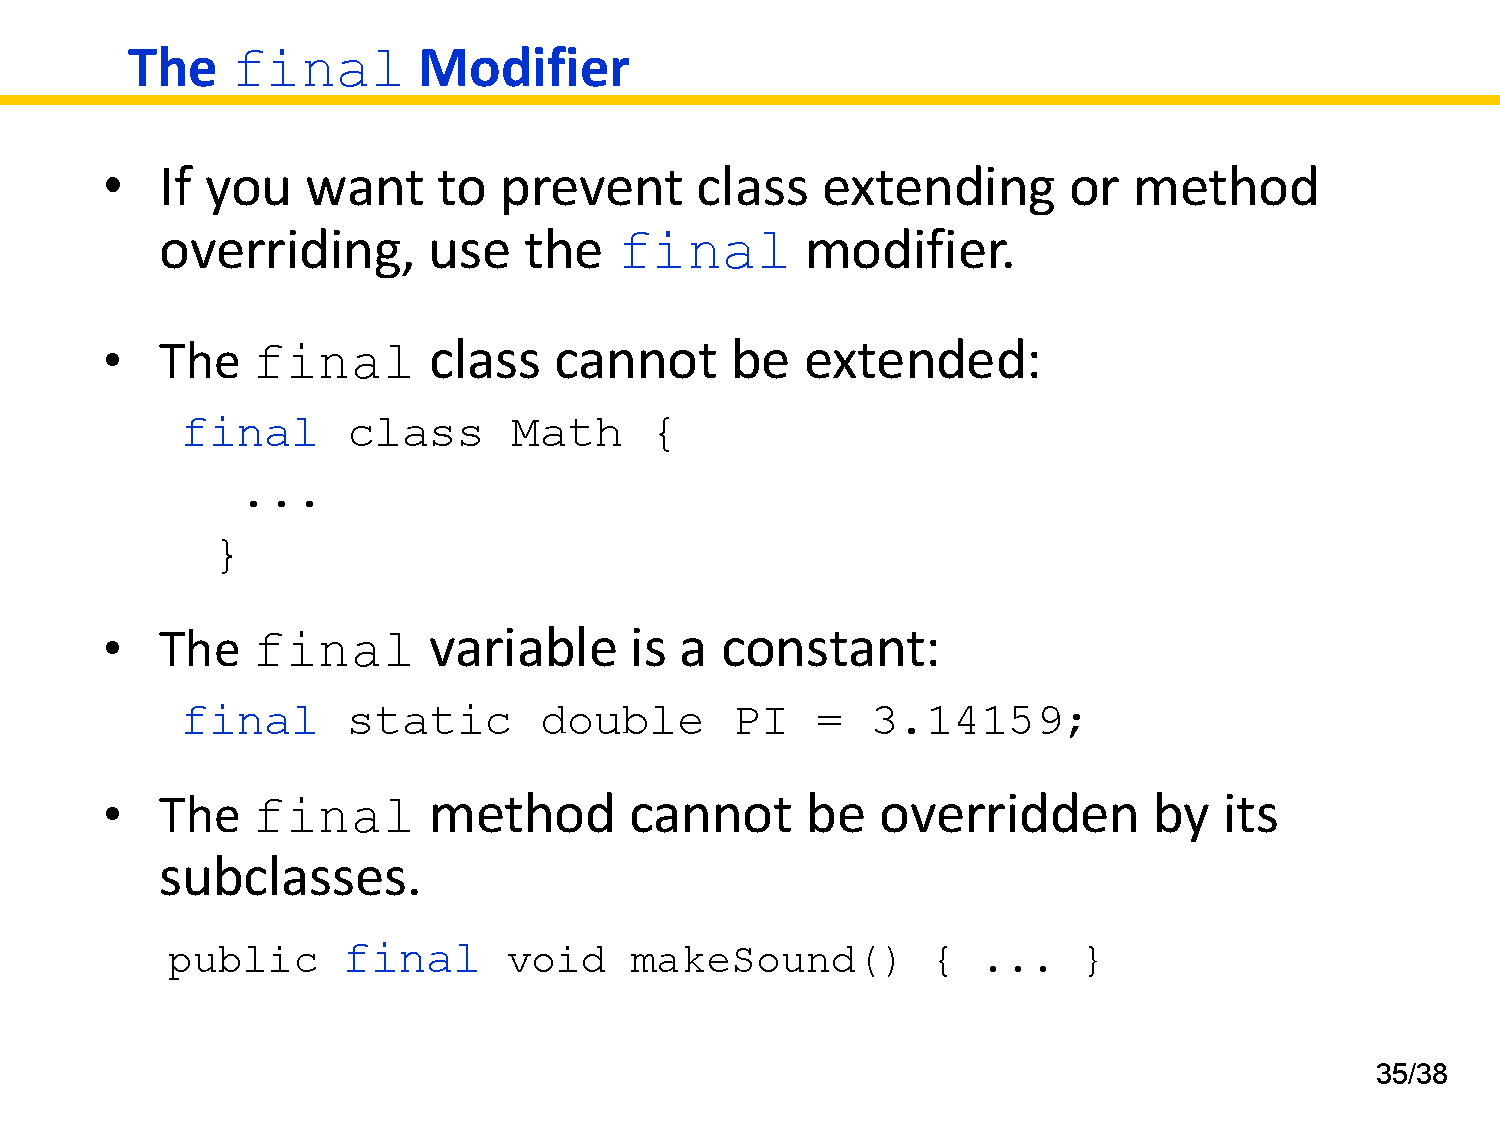 The final Modifier
• If you want to prevent class extending or method
overriding, use the final modifier.
• The final class cannot be extended:
final class Math {
...
}
• The final variable is a constant:
final static double PI = 3.14159;
• The final method cannot be overridden by its
subclasses.
public final void makeSound() { ... }
35/38